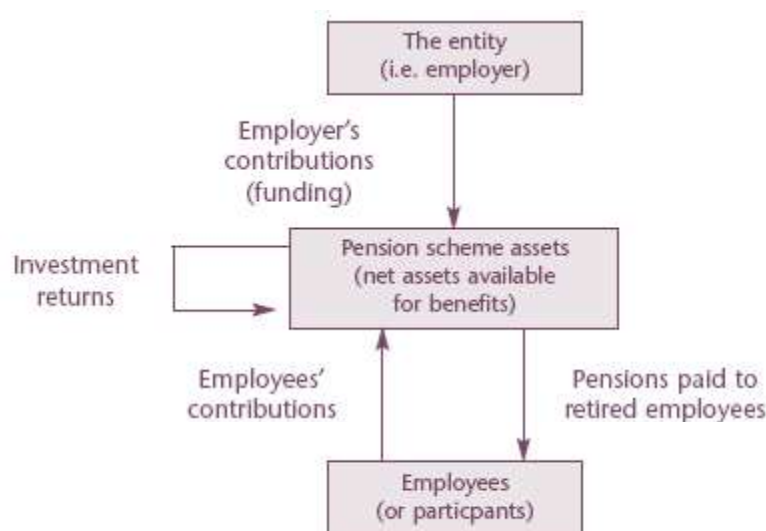 The entity
(i.e. employer)
Employer's
contributions
(funding)
Pension scheme assets
(net assets available
for benefits)
Investment
returns
Employees'
contributions
Pensions paid to
retired employees
Employees
(or particpants)